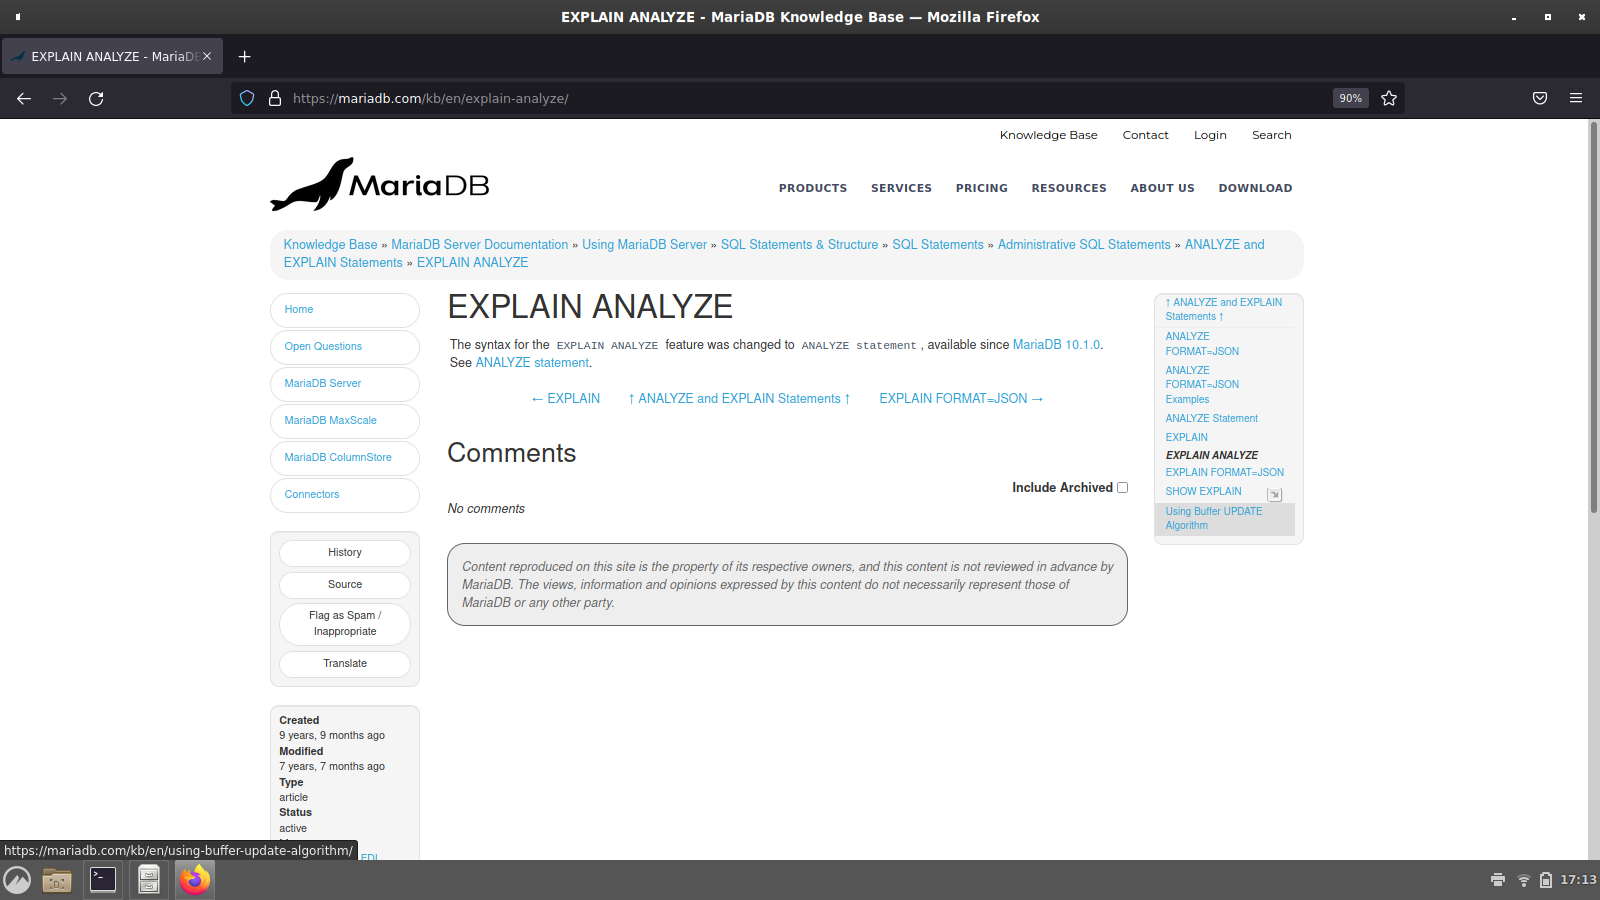 EXPLAIN ANALYZE - MariaDB Knowledge Base — Mozilla Firefox
EXPLAIN ANALYZE - MariaDB
https://mariadb.com/kb/en/explain-analyze/
90%
Knowledge Base Contact Login Search
MariaDB
PRODUCTS SERVICES PRICING RESOURCES ABOUT US DOWNLOAD
Knowledge Base » MariaDB Server Documentation » Using MariaDB Server » SQL Statements & Structure » SQL Statements » Administrative SQL Statements » ANALYZE and
EXPLAIN Statements » EXPLAIN ANALYZE
Home
Open Questions
MariaDB Server
MariaDB MaxScale
MariaDB ColumnStore
Connectors
History
Source
Flag as Spam /
Inappropriate
Translate
Created
9 years, 9 months ago
Modified
7 years, 7 months ago
Type
article
Status
active
EXPLAIN ANALYZE
The syntax for the EXPLAIN ANALYZE feature was changed to ANALYZE statement, available since MariaDB 10.1.0.
See ANALYZE statement.
← EXPLAIN ↑ ANALYZE and EXPLAIN Statements ↑ EXPLAIN FORMAT=JSON →
Comments
Include Archived
No comments
Content reproduced on this site is the property of its respective owners, and this content is not reviewed in advance by
MariaDB. The views, information and opinions expressed by this content do not necessarily represent those of
MariaDB or any other party.
↑ ANALYZE and EXPLAIN
Statements ↑
ANALYZE
FORMAT=JSON
ANALYZE
FORMAT=JSON
Examples
ANALYZE Statement
EXPLAIN
EXPLAIN ANALYZE
EXPLAIN FORMAT=JSON
SHOW EXPLAIN
Using Buffer UPDATE
Algorithm
https://mariadb.com/kb/en/using-buffer-update-algorithm/
17:13